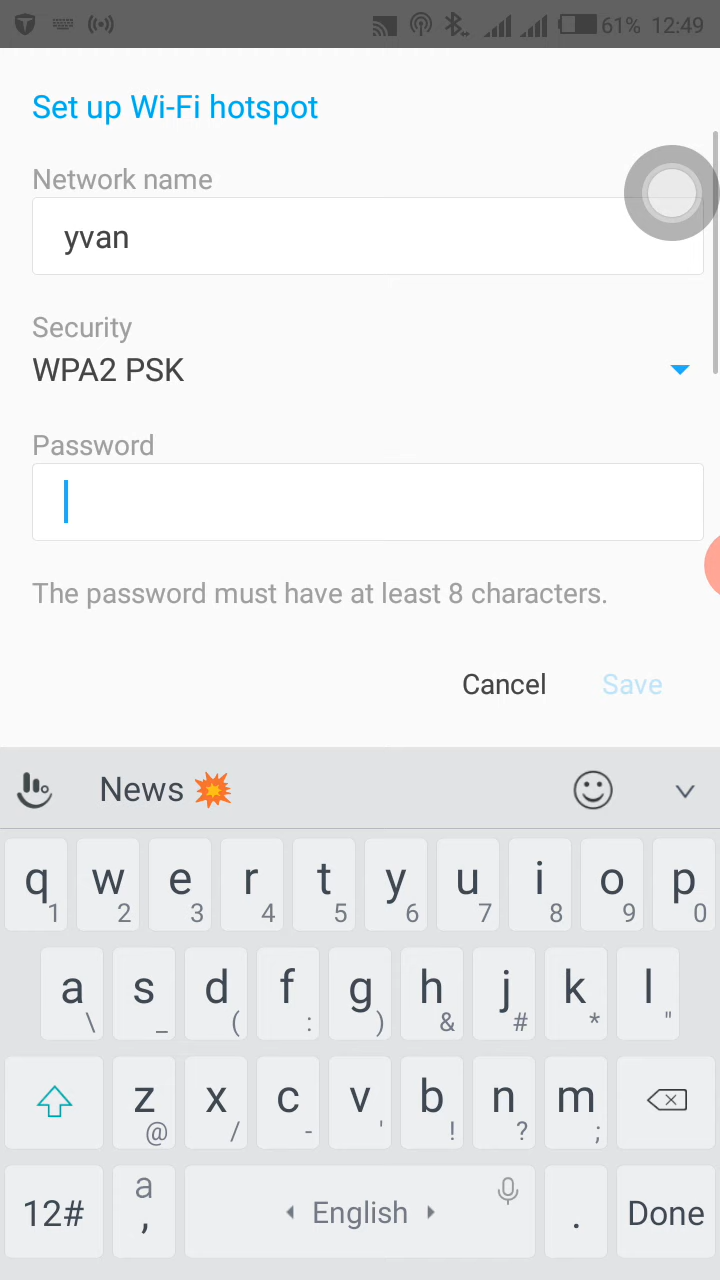 61% 12:49
Set up Wi-Fi hotspot
Network name
yvan
Security
WPA2 PSK
Password
The password must have at least 8 characters.
Cancel Save
News 💥
q 1 w 2 e 3 r 4 t 5 y 6 u 7 i 8 o 9 p 0
a \ s _ d ( f : g ) h & j # k * l "
z @ x / c - v ' b ! n ? m ;
12# a , English . Done